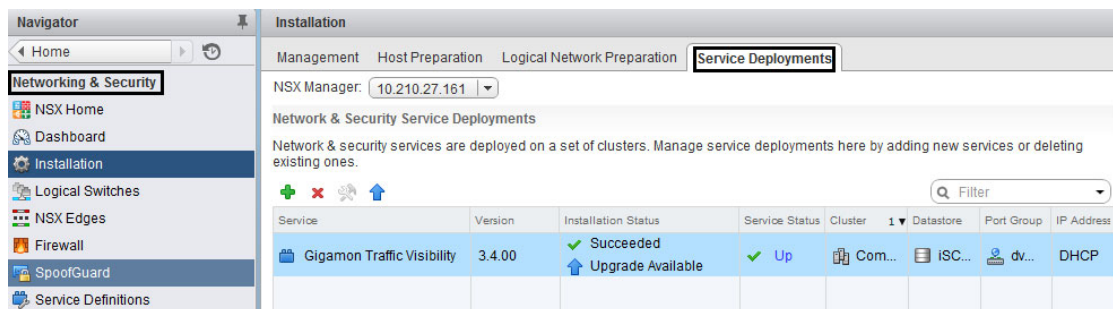 Navigator
Home
Networking & Security
NSX Home
Dashboard
Installation
Logical Switches
NSX Edges
Firewall
SpoofGuard
Service Definitions
Installation
Management Host Preparation Logical Network Preparation Service Deployments
NSX Manager: 10.210.27.161
Network & Security Service Deployments
Network & security services are deployed on a set of clusters. Manage service deployments here by adding new services or deleting
existing ones.
Filter
Service Version Installation Status Service Status Cluster 1 Datastore Port Group IP Address
Gigamon Traffic Visibility 3.4.00 Succeeded Up Com... iSC... dv... DHCP
Upgrade Available